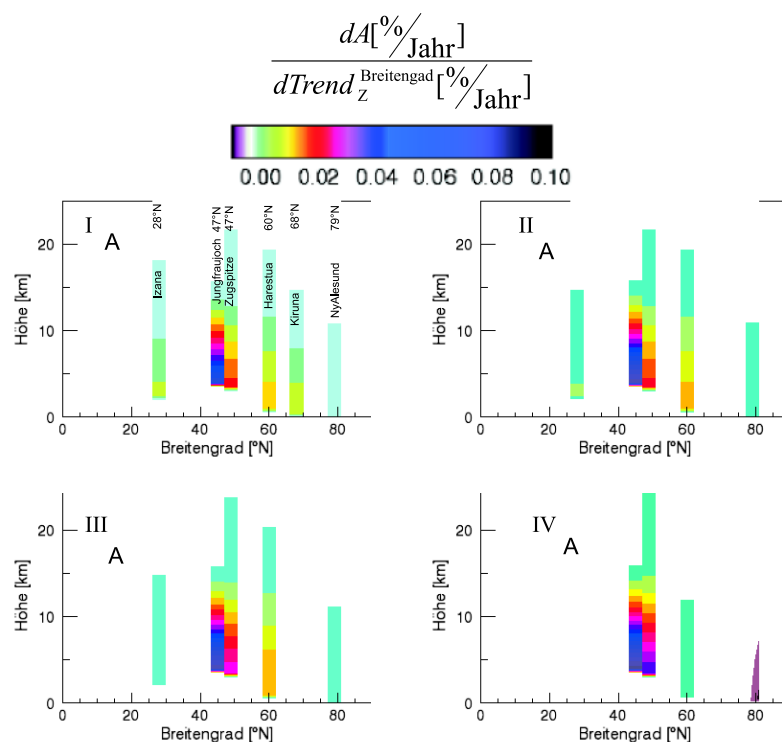 dA[%/Jahr]
dTrend Z Breitengad [%/Jahr]
0.00 0.02 0.04 0.06 0.08 0.10
I
A
28°N
47°N
47°N
60°N
68°N
79°N
Izana
Jungfraujoch
Zugspitze
Harestua
Kiruna
NyAlesund
Höhe [km]
20
10
0
0 20 40 60 80
Breitengrad [°N]
II
A
Höhe [km]
20
10
0
0 20 40 60 80
Breitengrad [°N]
III
A
Höhe [km]
20
10
0
0 20 40 60 80
Breitengrad [°N]
IV
A
Höhe [km]
20
10
0
0 20 40 60 80
Breitengrad [°N]